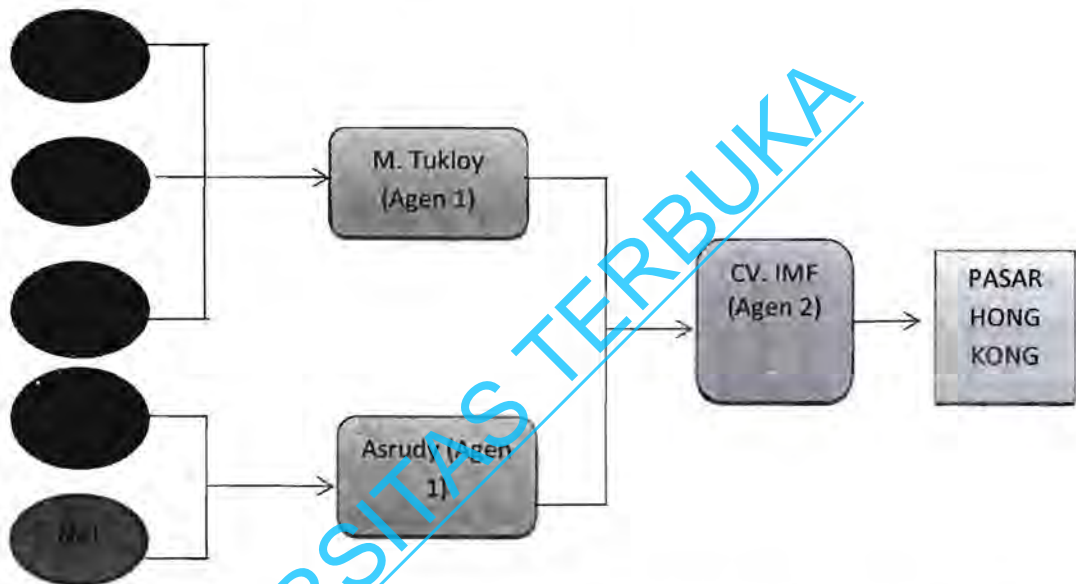 M. Tukloy
(Agen 1)
CV. IMF
(Agen 2)
PASAR
HONG
KONG
Asrudy (Agen
1)
RSITAS TERBUKA